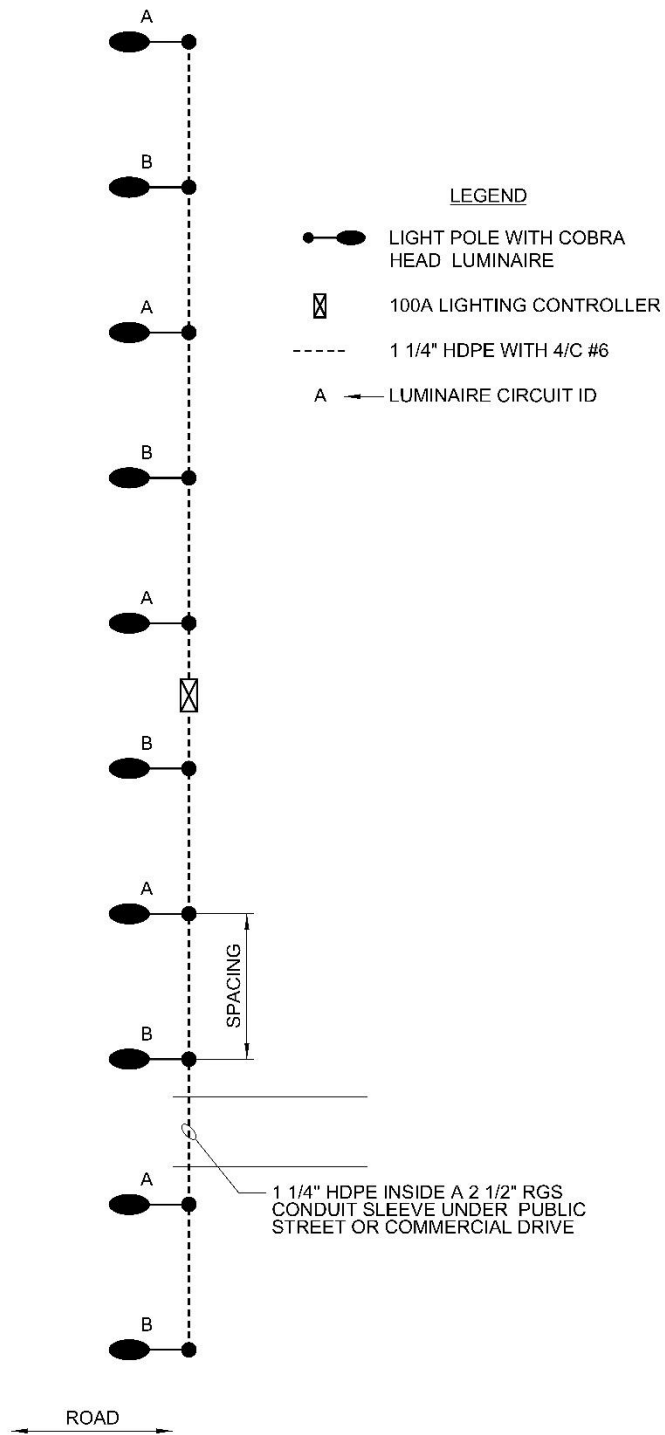 A
B
A
B
A
B
A
SPACING
B
A
B
ROAD
LEGEND
LIGHT POLE WITH COBRA
HEAD LUMINAIRE
100A LIGHTING CONTROLLER
1 1/4" HDPE WITH 4/C #6
A LUMINAIRE CIRCUIT ID
1 1/4" HDPE INSIDE A 2 1/2" RGS
CONDUIT SLEEVE UNDER PUBLIC
STREET OR COMMERCIAL DRIVE